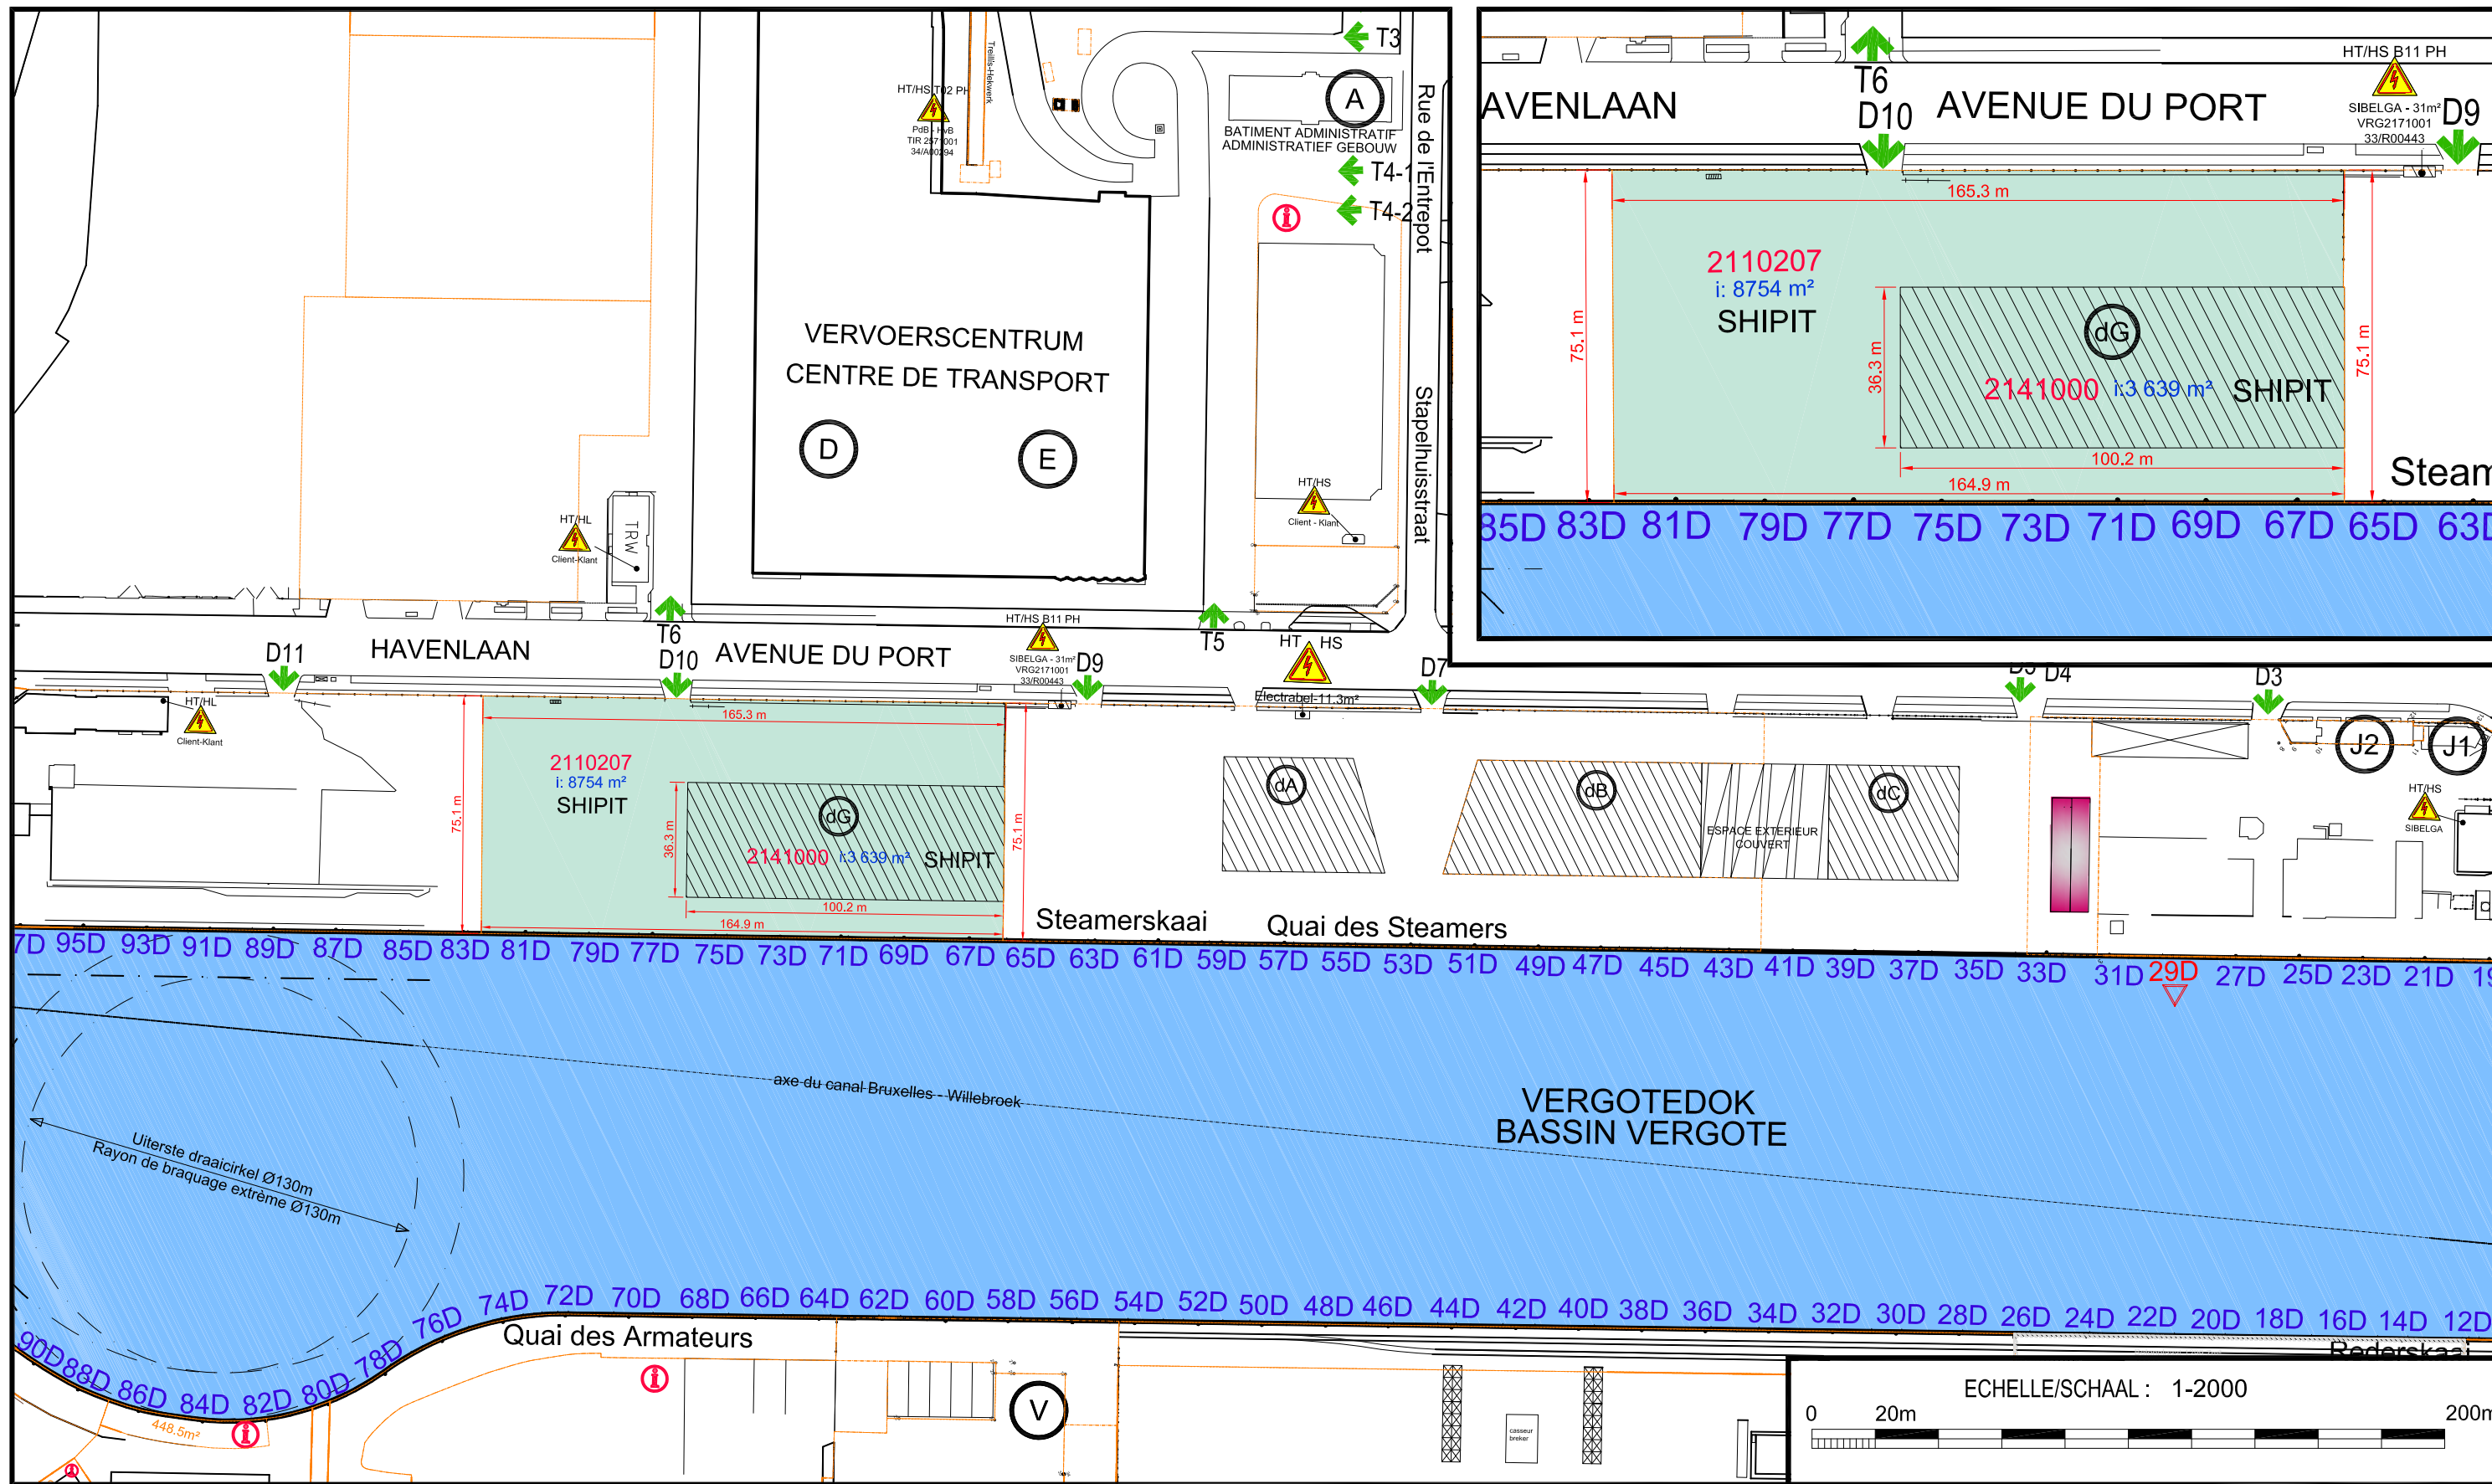 T3
HT/HS T02 PH
PdB - HvB
TIR 2571001
34/A00294
Treillis-Hekwerk
A
BATIMENT ADMINISTRATIF
ADMINISTRATIEF GEBOUW
T4-1
T4-2
Rue de l'Entrepot
Stapelhuisstraat
VERVOERSCENTRUM
CENTRE DE TRANSPORT
D
E
HT/HS
Client - Klant
HT/HL
Client-Klant
TRW
T6
T5
HT/HS B11 PH
SIBELGA - 31m²
VRG2171001
33/R00443
HT HS
Electrabel-11.3m²
HAVENLAAN
AVENUE DU PORT
D11
D10
D9
D7
D4
D3
HT/HL
Client-Klant
165.3 m
75.1 m
2110207
i: 8754 m²
SHIPIT
36.3 m
dG
2141000 i:3 639 m² SHIPIT
100.2 m
164.9 m
75.1 m
dA
dB
ESPACE EXTERIEUR
COUVERT
dC
J2
J1
HT/HS
SIBELGA
Steamerskaai
Quai des Steamers
7D 95D 93D 91D 89D 87D 85D 83D 81D 79D 77D 75D 73D 71D 69D 67D 65D 63D 61D 59D 57D 55D 53D 51D 49D 47D 45D 43D 41D 39D 37D 35D 33D 31D 29D 27D 25D 23D 21D 19
axe du canal Bruxelles - Willebroek
VERGOTEDOK
BASSIN VERGOTE
Uiterste draaicirkel Ø130m
Rayon de braquage extrème Ø130m
90D 88D 86D 84D 82D 80D 78D 76D 74D 72D 70D 68D 66D 64D 62D 60D 58D 56D 54D 52D 50D 48D 46D 44D 42D 40D 38D 36D 34D 32D 30D 28D 26D 24D 22D 20D 18D 16D 14D 12D
Quai des Armateurs
Rederskaai
448.5m²
V
casseur
breker
ECHELLE/SCHAAL : 1-2000
0 20m 200m
T6
HT/HS B11 PH
AVENLAAN
D10
AVENUE DU PORT
SIBELGA - 31m²
VRG2171001
33/R00443
D9
165.3 m
75.1 m
2110207
i: 8754 m²
SHIPIT
36.3 m
dG
2141000 i:3 639 m² SHIPIT
75.1 m
100.2 m
164.9 m
Steam
85D 83D 81D 79D 77D 75D 73D 71D 69D 67D 65D 63D